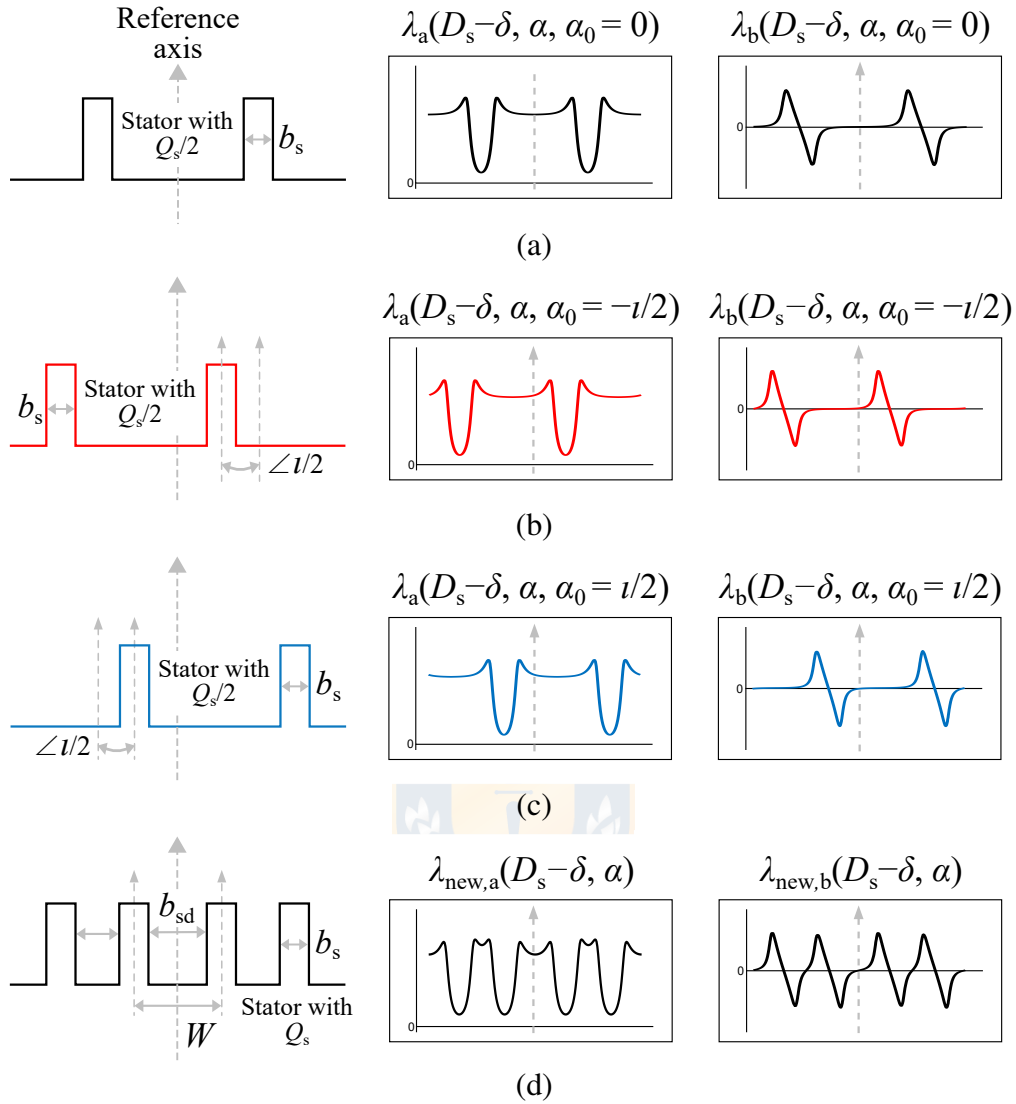 Reference
axis
Stator with
Qs/2
bs
λa(Ds−δ, α, α0 = 0)
0
λb(Ds−δ, α, α0 = 0)
0
(a)
bs
Stator with
Qs/2
∠ι/2
λa(Ds−δ, α, α0 = −ι/2)
0
λb(Ds−δ, α, α0 = −ι/2)
0
(b)
Stator with
Qs/2
bs
∠ι/2
λa(Ds−δ, α, α0 = ι/2)
0
λb(Ds−δ, α, α0 = ι/2)
0
(c)
bsd
bs
W
Stator with
Qs
λnew,a(Ds−δ, α)
0
λnew,b(Ds−δ, α)
0
(d)